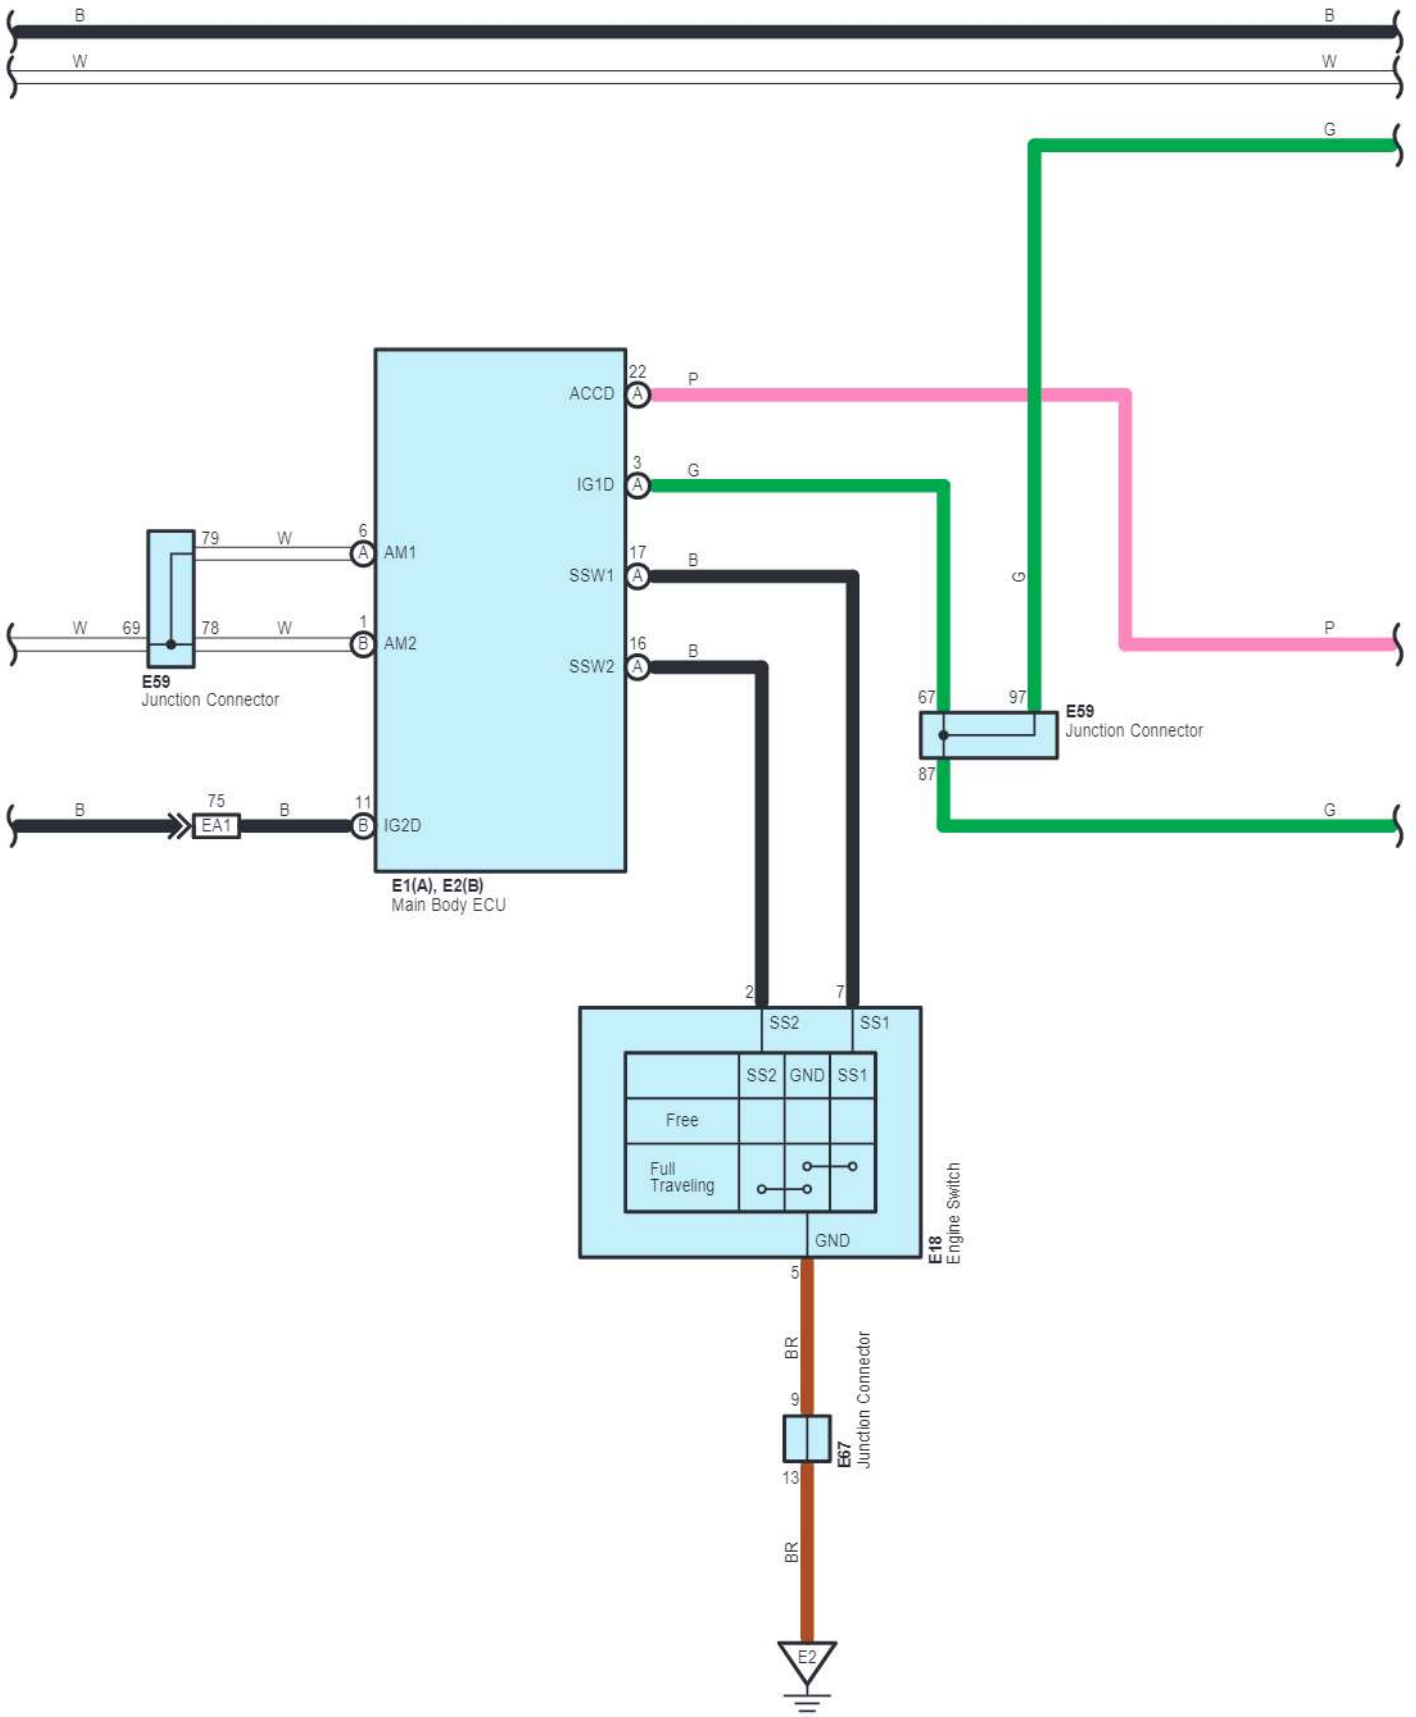 B B
W W
G
22
ACCD A P
3
IG1D A G
79 W 6
A AM1
17
SSW1 A B
G
W 69 78 W 1
B AM2
16
SSW2 A B
P
E59
Junction Connector
67 97 E59
Junction Connector
87
75
B EA1 B 11
B IG2D
G
E1(A), E2(B)
Main Body ECU
2 7
SS2 SS1
SS2 GND SS1
Free
Full
Traveling
GND
E18
Engine Switch
5
BR
9
E67
Junction Connector
13
BR
E2